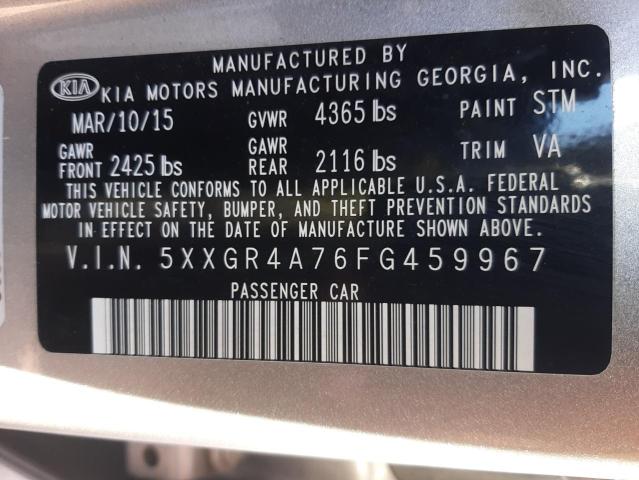 MANUFACTURED BY
KIA KIA MOTORS MANUFACTURING GEORGIA, INC.
MAR/10/15 GVWR 4365 lbs PAINT STM
GAWR FRONT 2425 lbs GAWR REAR 2116 lbs TRIM VA
THIS VEHICLE CONFORMS TO ALL APPLICABLE U.S.A. FEDERAL
MOTOR VEHICLE SAFETY, BUMPER, AND THEFT PREVENTION STANDARDS
IN EFFECT ON THE DATE OF MANUFACTURE SHOWN ABOVE.
V.I.N. 5XXGR4A76FG459967
PASSENGER CAR